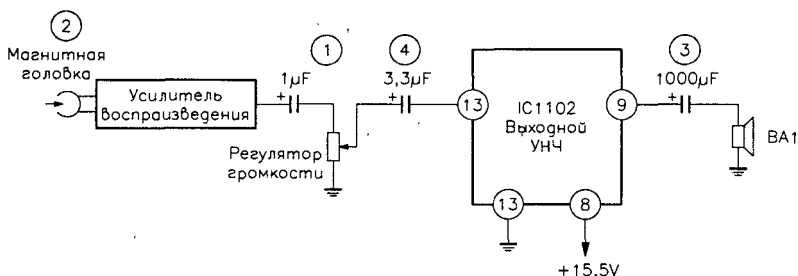 2
Магнитная
головка
Усилитель
воспраизведения
1µF
+
1
Регулятор
громкости
4
3,3µF
+
13
IC1102
Выходной
УНЧ
9
13
8
+15,5V
3
1000µF
+
BA1